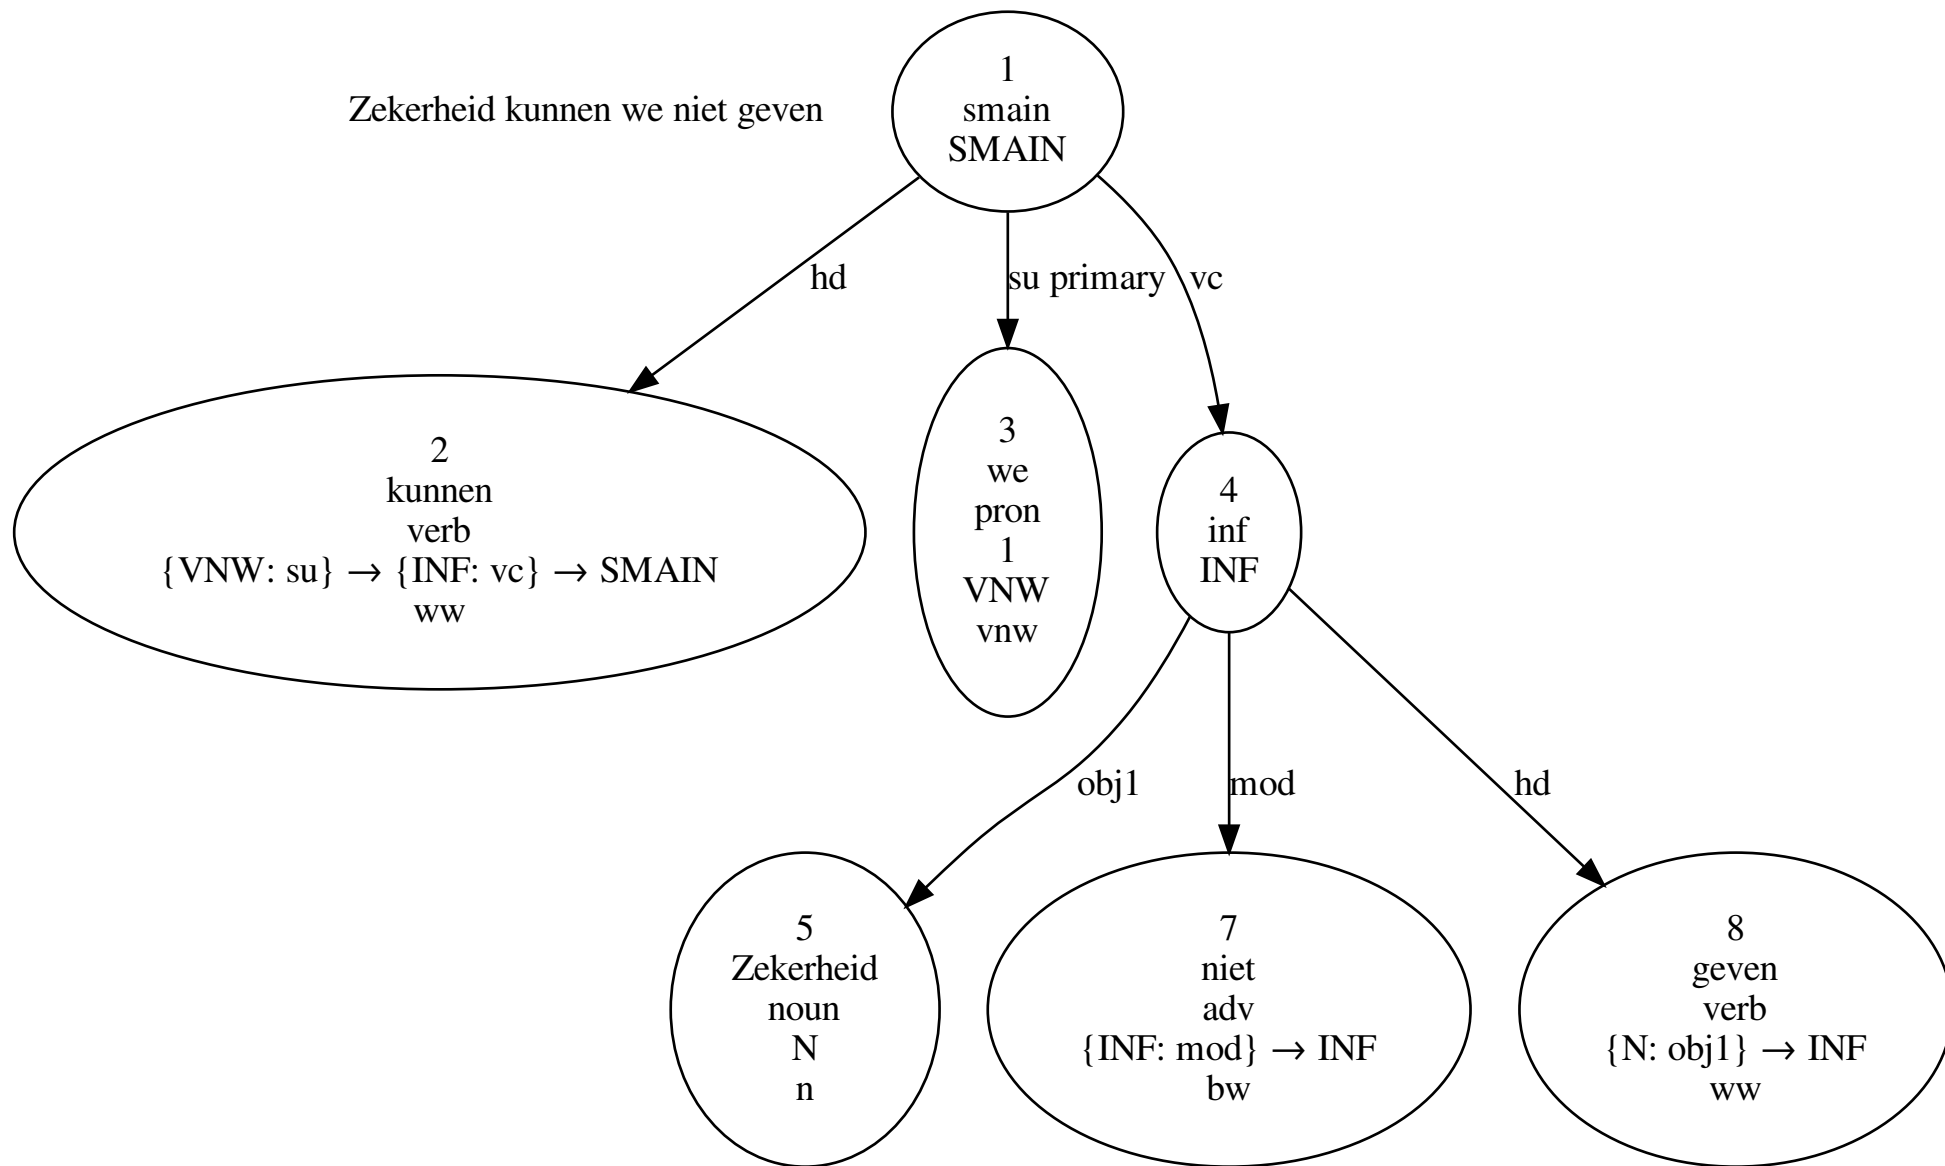 Zekerheid kunnen we niet geven
1
smain
SMAIN
hd
su primary
vc
2
kunnen
verb
{VNW: su} → {INF: vc} → SMAIN
ww
3
we
pron
1
VNW
vnw
4
inf
INF
obj1
mod
hd
5
Zekerheid
noun
N
n
7
niet
adv
{INF: mod} → INF
bw
8
geven
verb
{N: obj1} → INF
ww